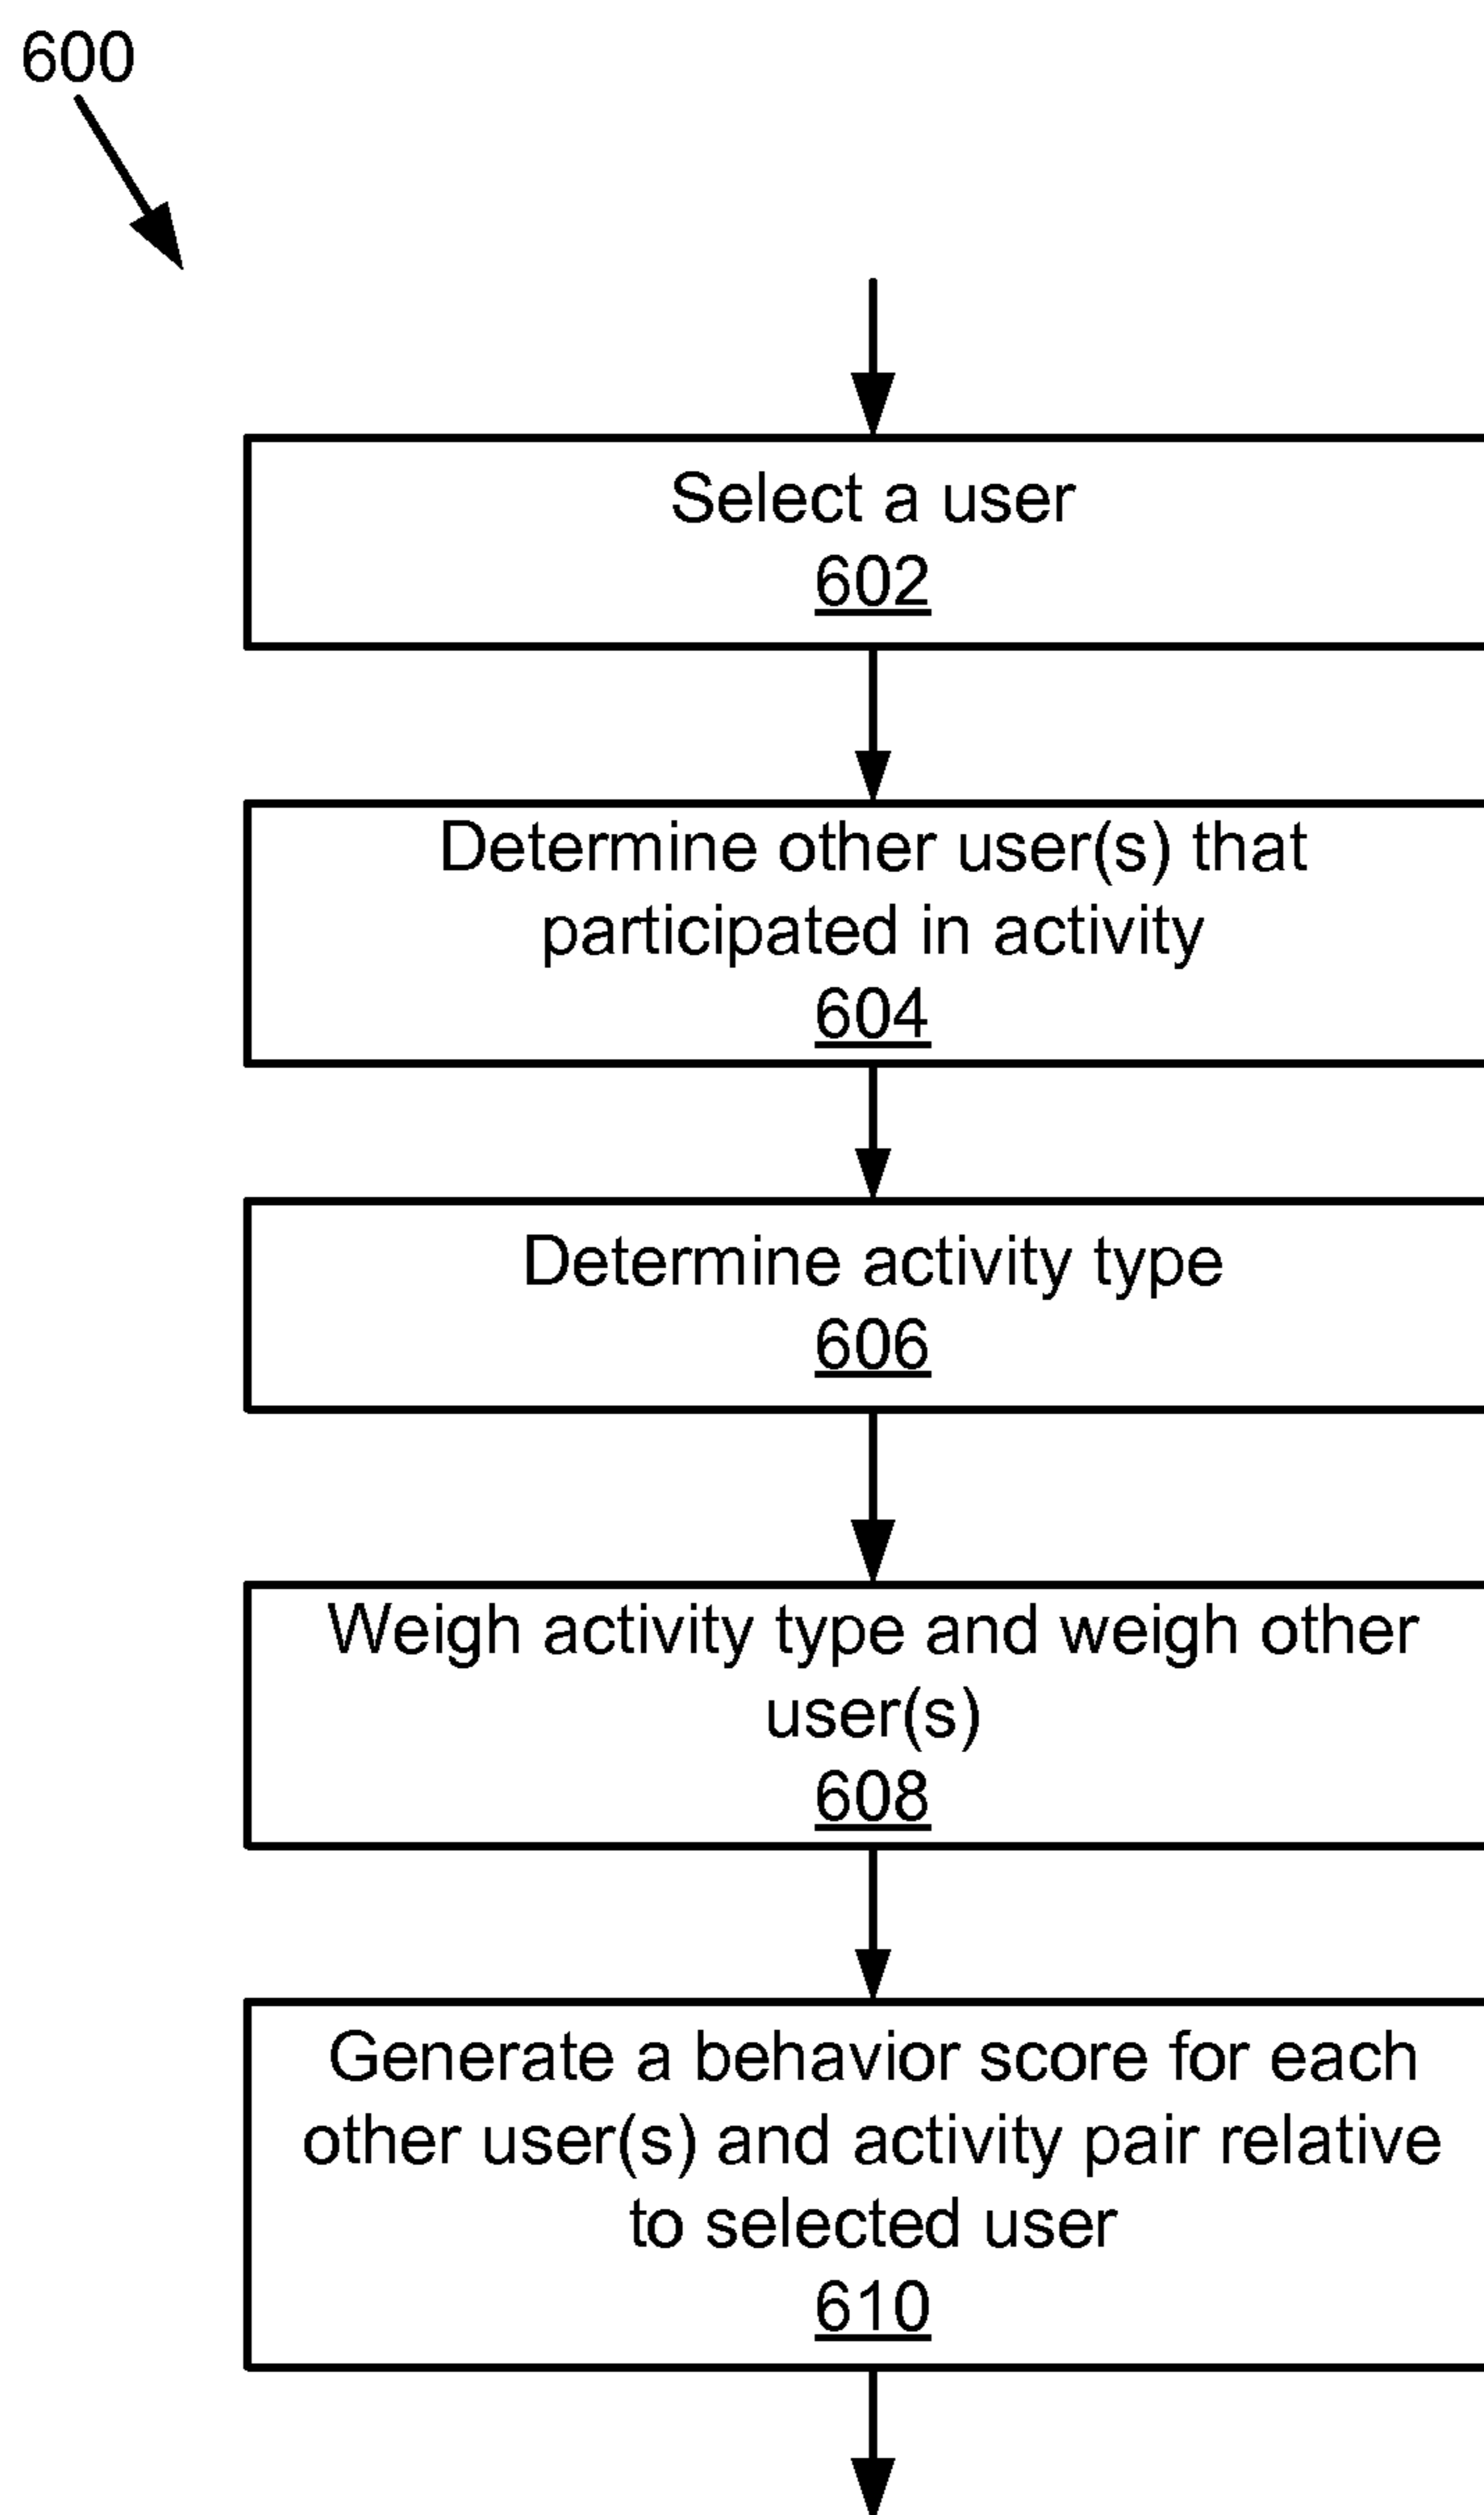 600
Select a user
602
Determine other user(s) that
participated in activity
604
Determine activity type
606
Weigh activity type and weigh other
user(s)
608
Generate a behavior score for each
other user(s) and activity pair relative
to selected user
610